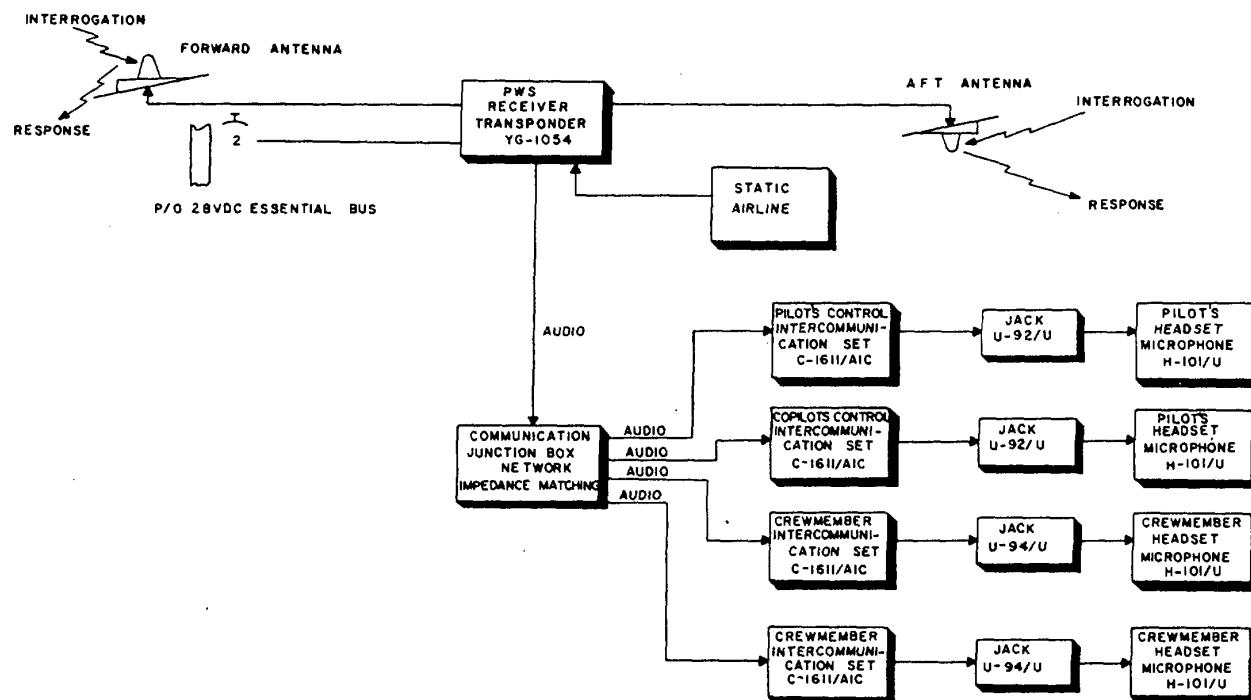 INTERROGATION
FORWARD ANTENNA
RESPONSE
2
P/O 28VDC ESSENTIAL BUS
PWS
RECEIVER
TRANSPONDER
YG-1054
AFT ANTENNA
INTERROGATION
RESPONSE
STATIC
AIRLINE
AUDIO
COMMUNICATION
JUNCTION BOX
NETWORK
IMPEDANCE MATCHING
AUDIO
AUDIO
AUDIO
AUDIO
PILOTS CONTROL
INTERCOMMUNI-
CATION SET
C-1611/AIC
JACK
U-92/U
PILOT'S
HEADSET
MICROPHONE
H-101/U
COPILOTS CONTROL
INTERCOMMUNI-
CATION SET
C-1611/AIC
JACK
U-92/U
PILOTS
HEADSET
MICROPHONE
H-101/U
CREWMEMBER
INTERCOMMUNI-
CATION SET
C-1611/AIC
JACK
U-94/U
CREWMEMBER
HEADSET
MICROPHONE
H-101/U
CREWMEMBER
INTERCOMMUNI-
CATION SET
C-1611/AIC
JACK
U-94/U
CREWMEMBER
HEADSET
MICROPHONE
H-101/U